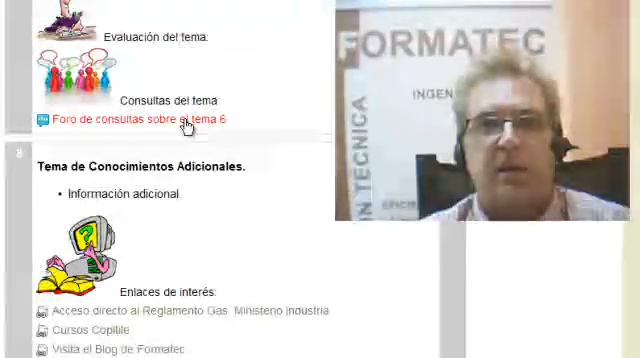 Evaluación del tema:
Consultas del tema:
Foro de consultas sobre el tema 6
8
Tema de Conocimientos Adicionales.
• Información adicional
Enlaces de interés:
Acceso directo al Reglamento Gas. Ministerio Industria
Cursos Copitile
Visita el Blog de Formatec
FORMATEC
INGEN
N TECNICA